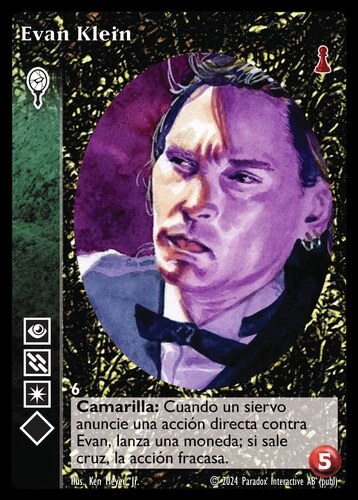 Evan Klein
6
Camarilla: Cuando un siervo
anuncie una acción directa contra
Evan, lanza una moneda; si sale
cruz, la acción fracasa.
5
Ilus. Ken Meyer, Jr. © 2024 Paradox Interactive AB (publ)